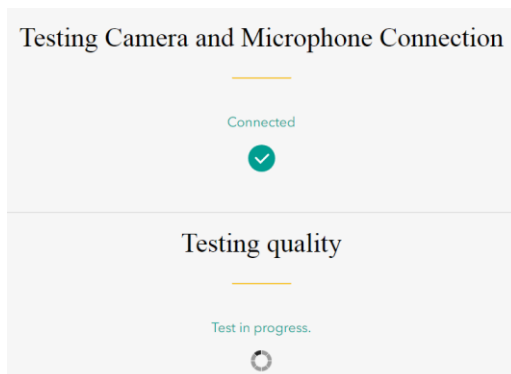 Testing Camera and Microphone Connection
Connected
Testing quality
Test in progress.